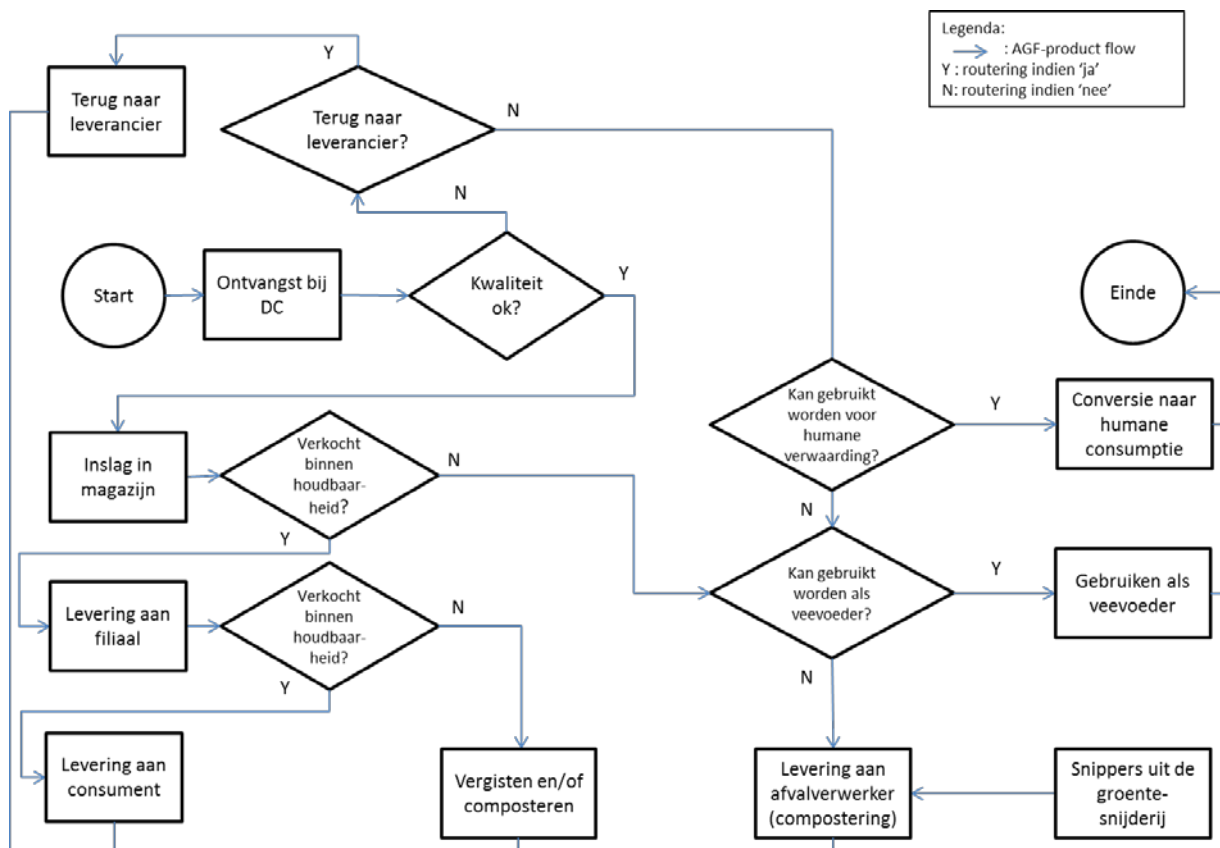 Legenda:
: AGF-product flow
Y : routering indien ‘ja’
N: routering indien ‘nee’
Y
Terug naar
leverancier
Terug naar
leverancier?
N
N
Start
Ontvangst bij
DC
Kwaliteit
ok?
Y
Einde
Kan gebruikt
worden voor
humane
verwaarding?
Y
Conversie naar
humane
consumptie
Inslag in
magazijn
Verkocht
binnen
houdbaar-
heid?
N
N
Y
Kan gebruikt
worden als
veevoeder?
Y
Gebruiken als
veevoeder
Levering aan
filiaal
Verkocht
binnen
houdbaar-
heid?
N
N
Y
Levering aan
consument
Vergisten en/of
composteren
Levering aan
afvalverwerker
(compostering)
Snippers uit de
groente-
snijderij